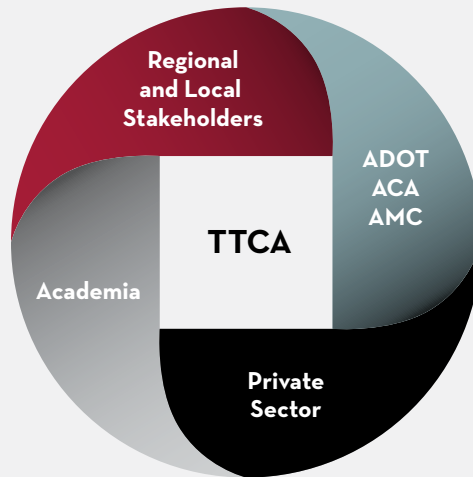 Regional
and Local
Stakeholders
ADOT
ACA
AMC
TTCA
Academia
Private
Sector